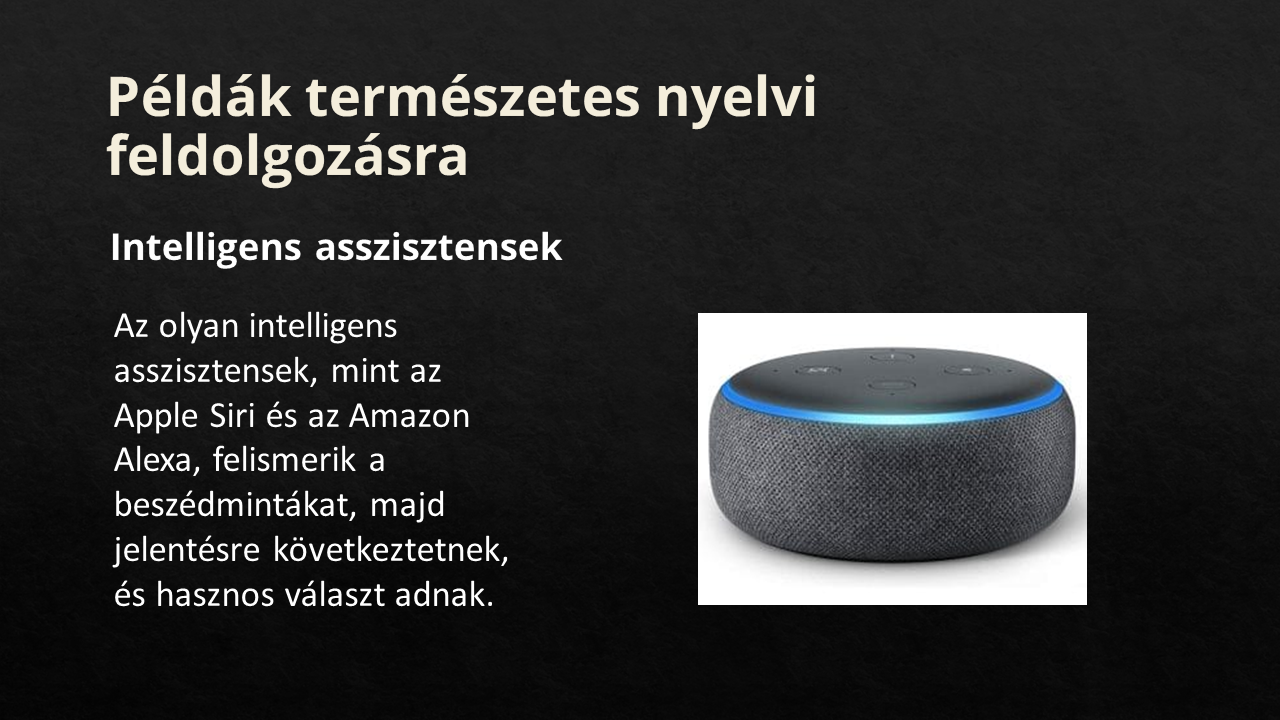 Példák természetes nyelvi
feldolgozásra
Intelligens asszisztensek
Az olyan intelligens
asszisztensek, mint az
Apple Siri és az Amazon
Alexa, felismerik a
beszédmintákat, majd
jelentésre következtetnek,
és hasznos választ adnak.